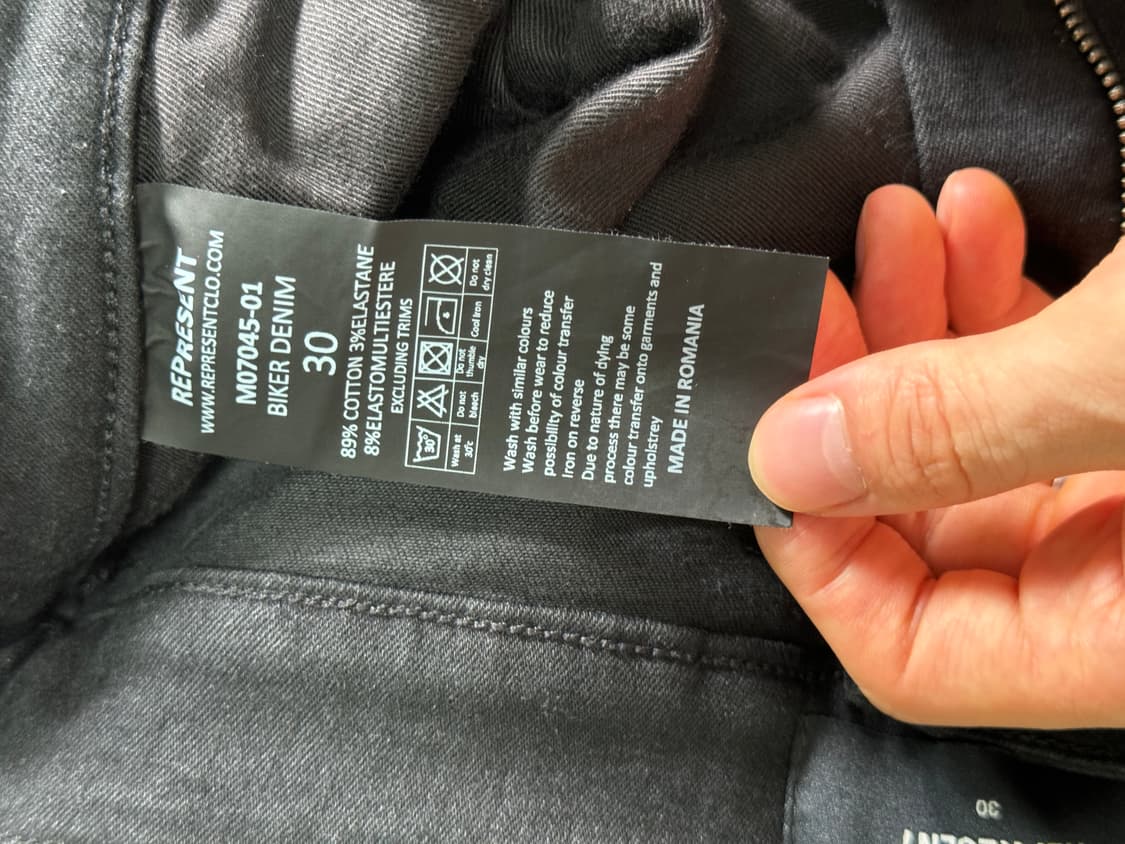 REPRESENT
WWW.REPRESENTCLO.COM
M07045-01
BIKER DENIM
30
89% COTTON 3%ELASTANE
8%ELASTOMULTIESTERE
EXCLUDING TRIMS
30°
Wash at
30°c
Do not
bleach
Do not
thumble
dry
Cool Iron
Do not
dry clean
Wash with similar colours
Wash before wear to reduce
possibility of colour transfer
Iron on reverse
Due to nature of dying
process there may be some
colour transfer onto garments and
upholstrey
MADE IN ROMANIA
30